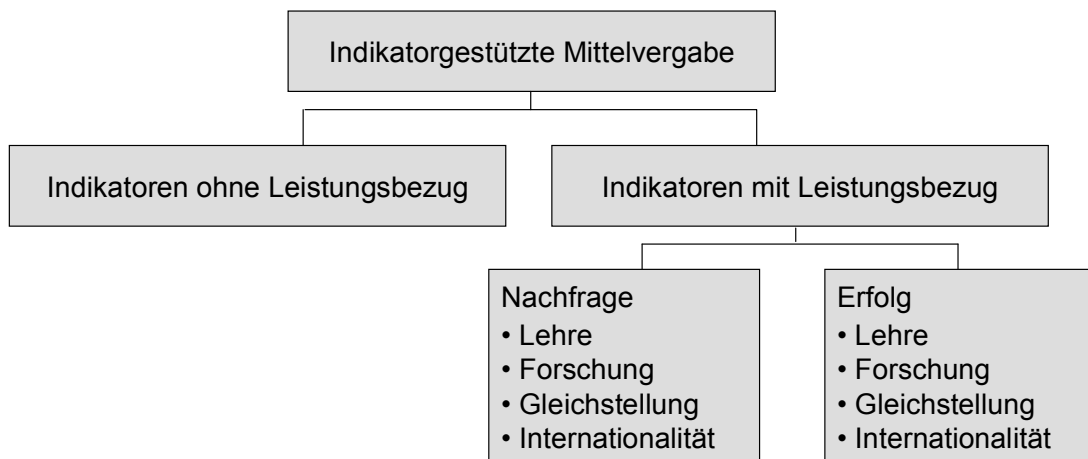 Indikatorgestützte Mittelvergabe
Indikatoren ohne Leistungsbezug
Indikatoren mit Leistungsbezug
Nachfrage
• Lehre
• Forschung
• Gleichstellung
• Internationalität
Erfolg
• Lehre
• Forschung
• Gleichstellung
• Internationalität